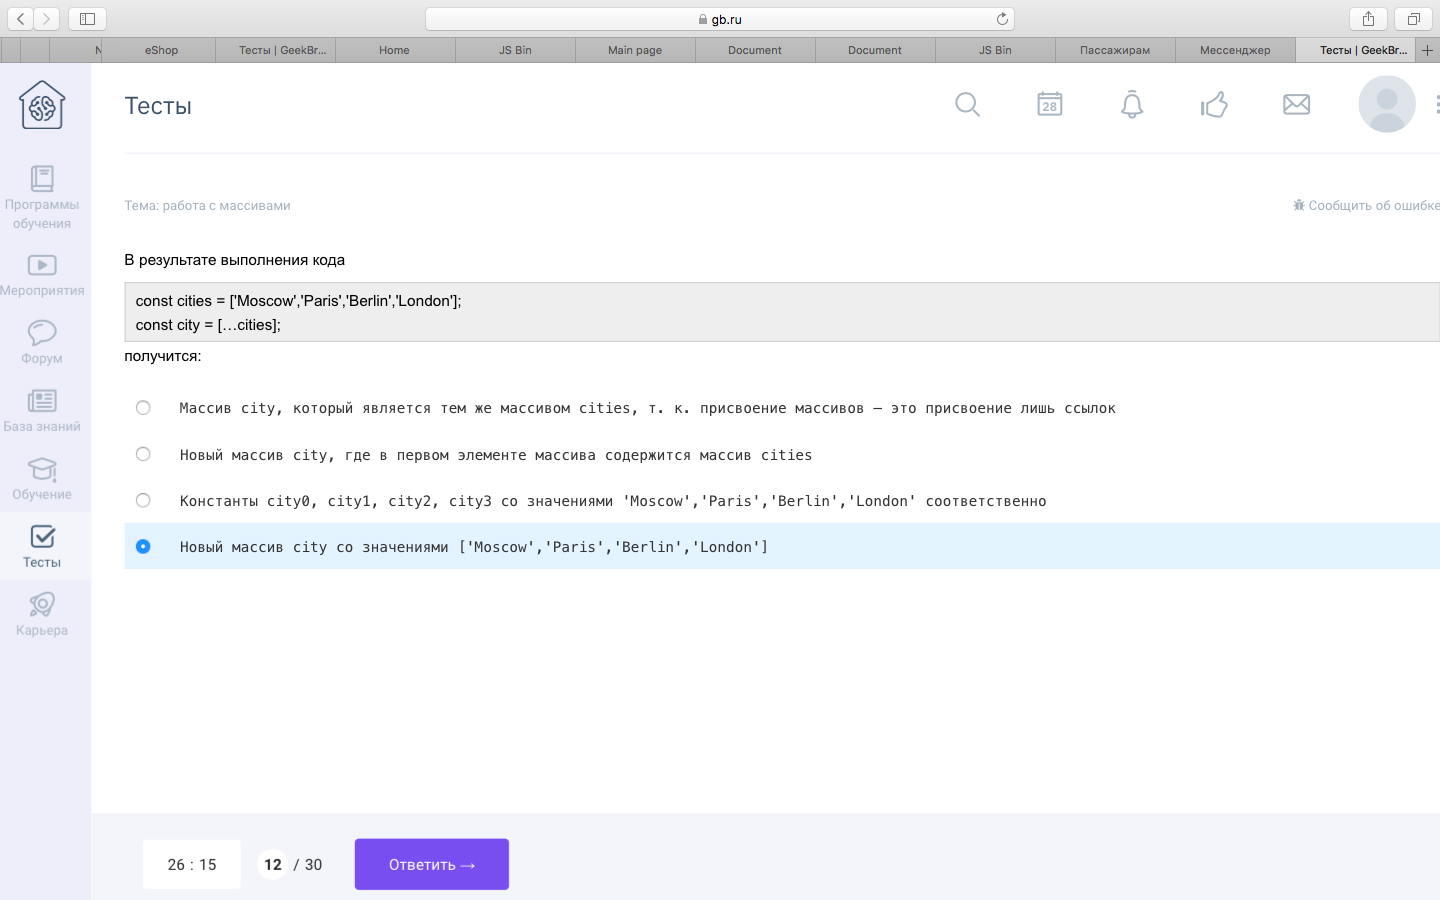 gb.ru
N
eShop
Тесты | GeekBr...
Home
JS Bin
Main page
Document
Document
JS Bin
Пассажирам
Мессенджер
Тесты | GeekBr...
Тесты
28
Программы
обучения
Мероприятия
Форум
База знаний
Обучение
Тесты
Карьера
Тема: работа с массивами
Сообщить об ошибке
В результате выполнения кода
const cities = ['Moscow','Paris','Berlin','London'];
const city = […cities];
получится:
Массив city, который является тем же массивом cities, т. к. присвоение массивов — это присвоение лишь ссылок
Новый массив city, где в первом элементе массива содержится массив cities
Константы city0, city1, city2, city3 со значениями 'Moscow','Paris','Berlin','London' соответственно
Новый массив city со значениями ['Moscow','Paris','Berlin','London']
26 : 15
12 / 30
Ответить →